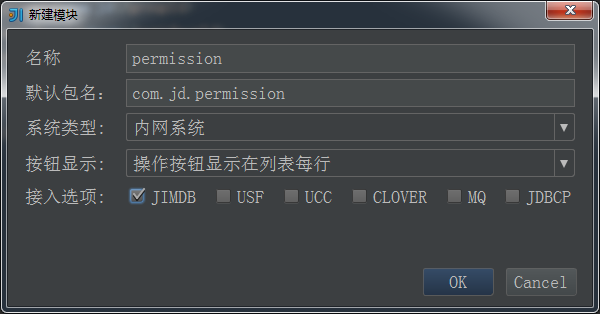 JI 新建模块
名称 permission
默认包名: com.jd.permission
系统类型: 内网系统
按钮显示: 操作按钮显示在列表每行
接入选项: JIMDB USF UCC CLOVER MQ JDBCP
OK Cancel